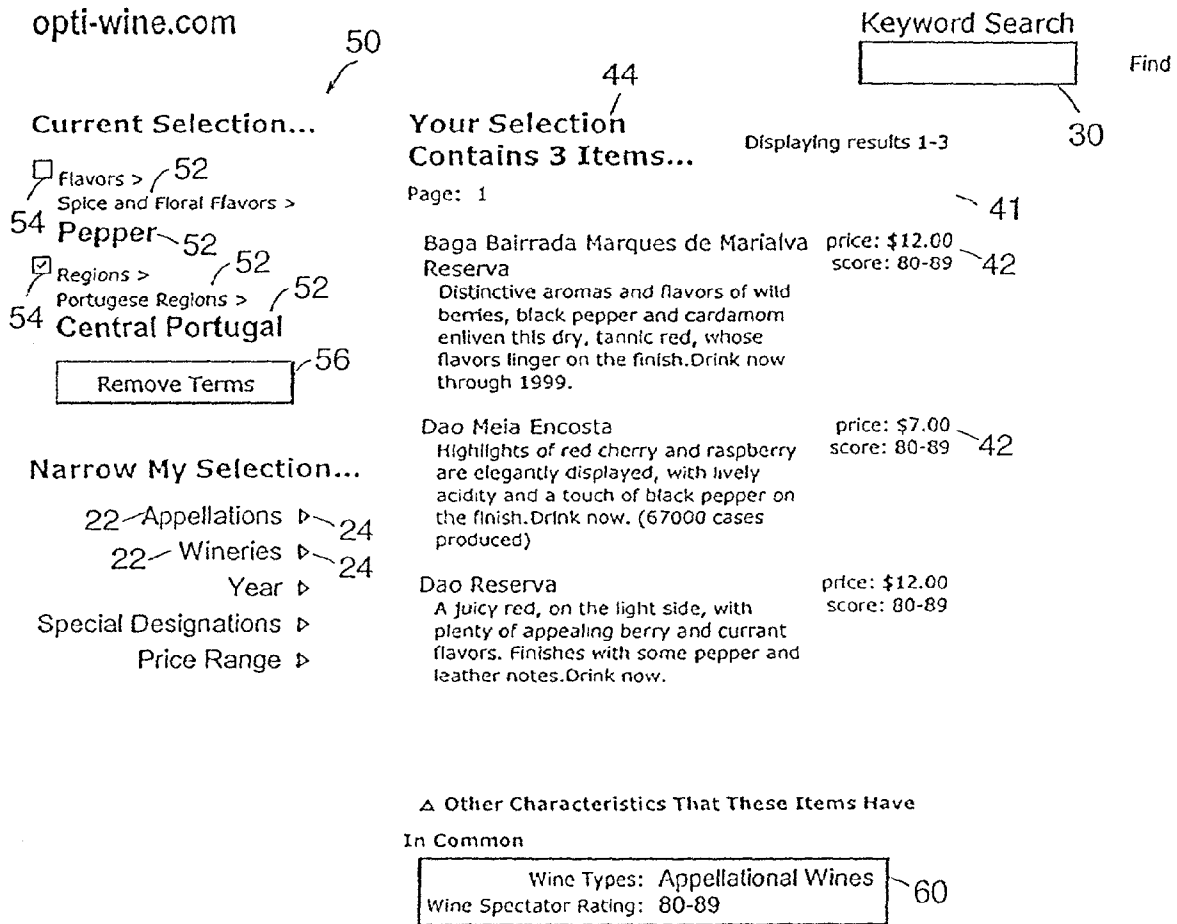 opti-wine.com
50
Keyword Search
Find
30
Current Selection...
Flavors > 52
Spice and Floral Flavors >
54 Pepper 52
Regions > 52
Portugese Regions > 52
54 Central Portugal
56
Remove Terms
Narrow My Selection...
22 Appellations 24
22 Wineries 24
Year
Special Designations
Price Range
44
Your Selection
Contains 3 Items...
Displaying results 1-3
Page: 1
41
Baga Bairrada Marques de Marialva price: $12.00
Reserva score: 80-89 42
Distinctive aromas and flavors of wild
berries, black pepper and cardamom
enliven this dry, tannic red, whose
flavors linger on the finish.Drink now
through 1999.
Dao Meia Encosta price: $7.00
score: 80-89 42
Highlights of red cherry and raspberry
are elegantly displayed, with lively
acidity and a touch of black pepper on
the finish.Drink now. (67000 cases
produced)
Dao Reserva price: $12.00
score: 80-89
A juicy red, on the light side, with
plenty of appealing berry and currant
flavors. Finishes with some pepper and
leather notes.Drink now.
Other Characteristics That These Items Have
In Common
Wine Types: Appellational Wines
Wine Spectator Rating: 80-89
60